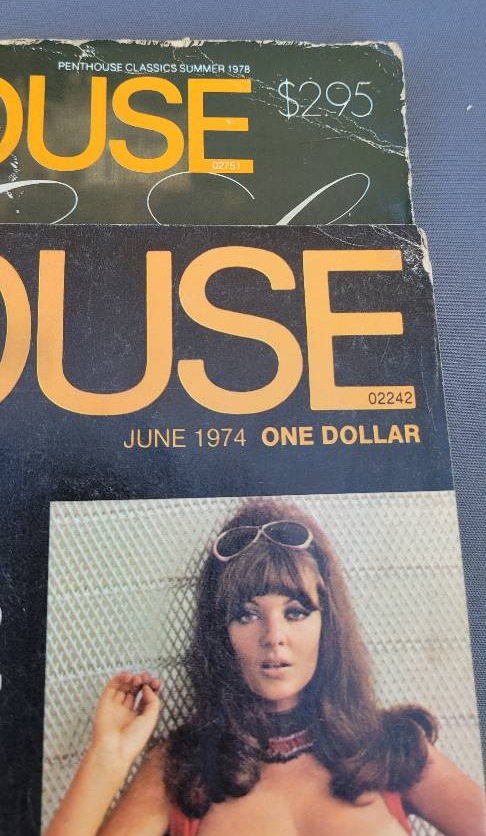 PENTHOUSE CLASSICS SUMMER 1978
OUSE
$2.95
02751
OUSE
02242
JUNE 1974 ONE DOLLAR